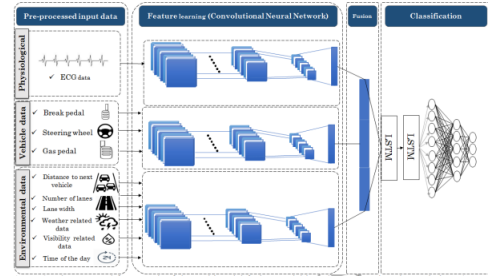 Pre-processed input data
Feature learning (Convolutional Neural Network)
Fusion
Classification
Physiological
✓ ECG data
Vehicle data
✓ Break pedal
✓ Steering wheel
✓ Gas pedal
Environmental data
✓ Distance to next
vehicle
✓ Number of lanes
✓ Lane width
✓ Weather related
data
✓ Visibility related
data
✓ Time of the day
24
LSTM
LSTM